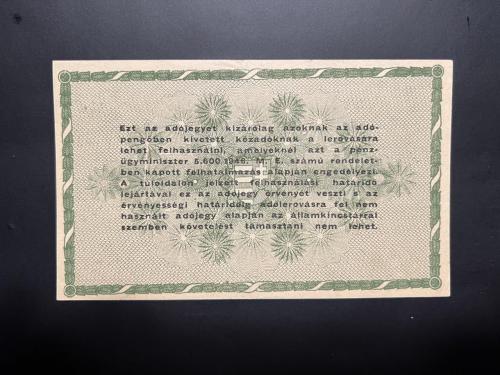 Ezt az adójegyet kizárólag azoknak az adó-
pengőben kivetett közadóknak a lerovására
lehet felhasználni, amelyeknél azt a pénz-
ügyminiszter 5.600/1946. M. E. számú rendelet-
ben kapott felhatalmazás alapján engedélyezi.
A túloldalon jelzett felhasználási határidő
lejártával ez az adójegy érvényét veszti s az
érvényességi határidőig adólerovásra fel nem
használt adójegy alapján az államkincstárral
szemben követelést támasztani nem lehet.